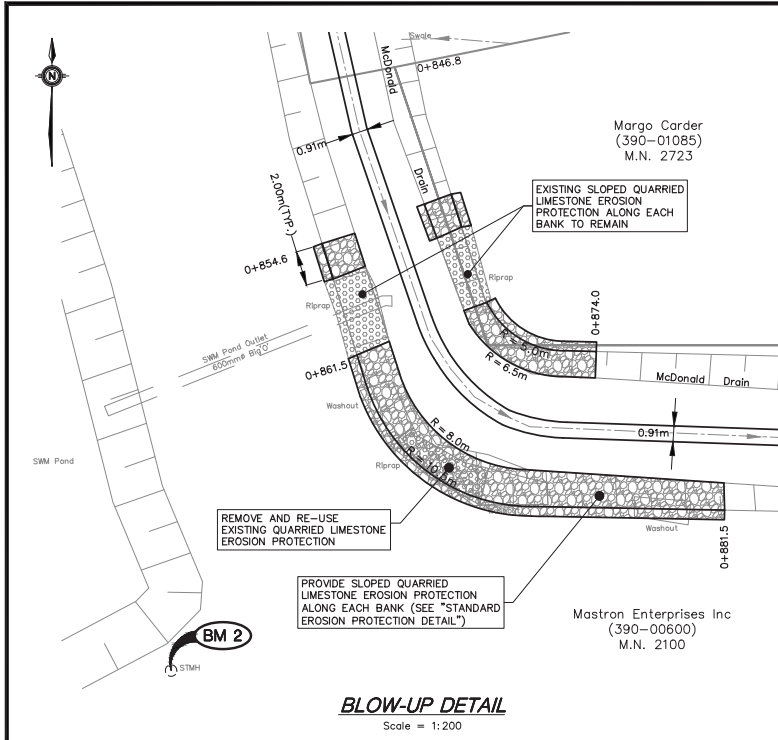 N
Swale
McDonald
0+846.8
Margo Carder
(390-01085)
M.N. 2723
0.91m
2.00m(TYP.)
Drain
EXISTING SLOPED QUARRIED
LIMESTONE EROSION
PROTECTION ALONG EACH
BANK TO REMAIN
0+854.6
Riprap
Riprap
0+874.0
SWM Pond Outlet
R = 5.0m
R = 6.5m
0+861.5
McDonald Drain
Washout
R = 8.0m
0.91m
SWM Pond
Riprap
REMOVE AND RE-USE
EXISTING QUARRIED LIMESTONE
EROSION PROTECTION
Washout
0+881.5
PROVIDE SLOPED QUARRIED
LIMESTONE EROSION PROTECTION
ALONG EACH BANK (SEE "STANDARD
EROSION PROTECTION DETAIL")
Mastron Enterprises Inc
(390-00600)
M.N. 2100
BM 2
STMH
BLOW-UP DETAIL
Scale = 1:200